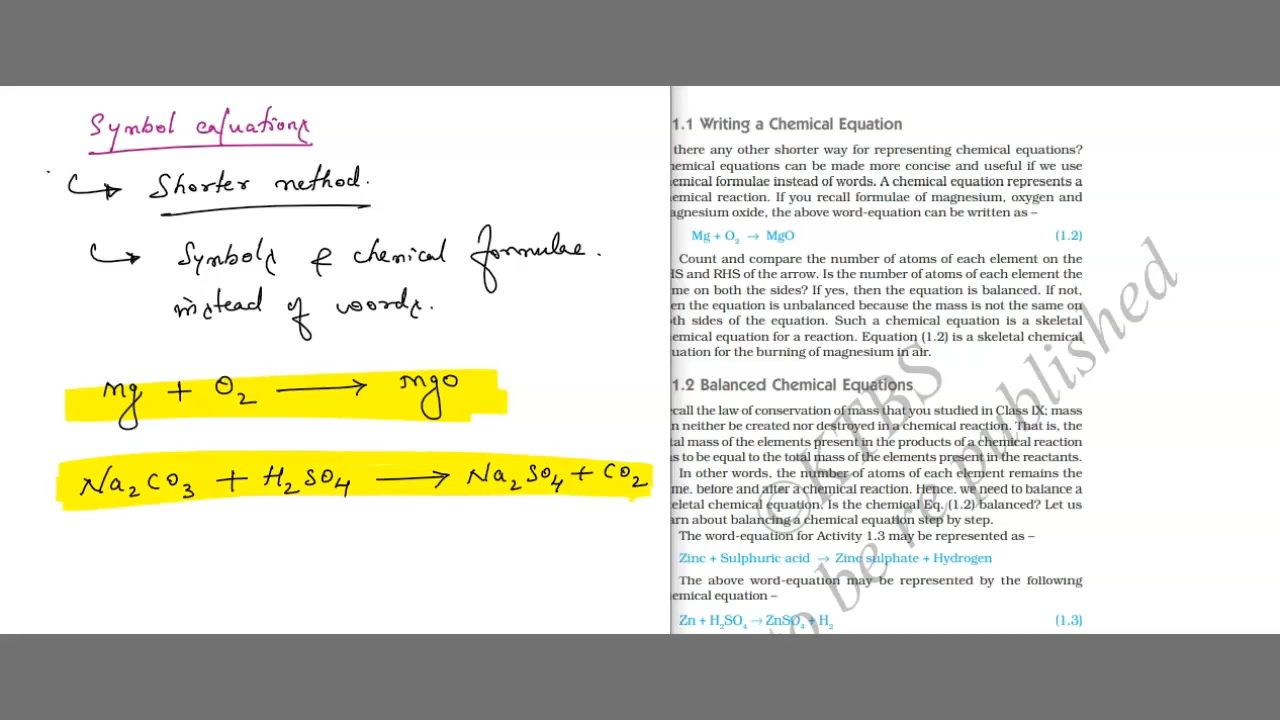 Symbol equations
↳ Shorter method.
↳ Symbols & chemical formulae.
instead of words.
Mg + O₂ ⟶ MgO
Na₂CO₃ + H₂SO₄ ⟶ Na₂SO₄ + CO₂
1.1 Writing a Chemical Equation
there any other shorter way for representing chemical equations?
hemical equations can be made more concise and useful if we use
emical formulae instead of words. A chemical equation represents a
emical reaction. If you recall formulae of magnesium, oxygen and
agnesium oxide, the above word-equation can be written as –
Mg + O₂ → MgO (1.2)
Count and compare the number of atoms of each element on the
HS and RHS of the arrow. Is the number of atoms of each element the
me on both the sides? If yes, then the equation is balanced. If not,
en the equation is unbalanced because the mass is not the same on
th sides of the equation. Such a chemical equation is a skeletal
emical equation for a reaction. Equation (1.2) is a skeletal chemical
uation for the burning of magnesium in air.
1.2 Balanced Chemical Equations
call the law of conservation of mass that you studied in Class IX; mass
n neither be created nor destroyed in a chemical reaction. That is, the
tal mass of the elements present in the products of a chemical reaction
as to be equal to the total mass of the elements present in the reactants.
In other words, the number of atoms of each element remains the
me, before and after a chemical reaction. Hence, we need to balance a
eletal chemical equation. Is the chemical Eq. (1.2) balanced? Let us
arn about balancing a chemical equation step by step.
The word-equation for Activity 1.3 may be represented as –
Zinc + Sulphuric acid → Zinc sulphate + Hydrogen
The above word-equation may be represented by the following
emical equation –
Zn + H₂SO₄ → ZnSO₄ + H₂ (1.3)
©KTBS
to be republished